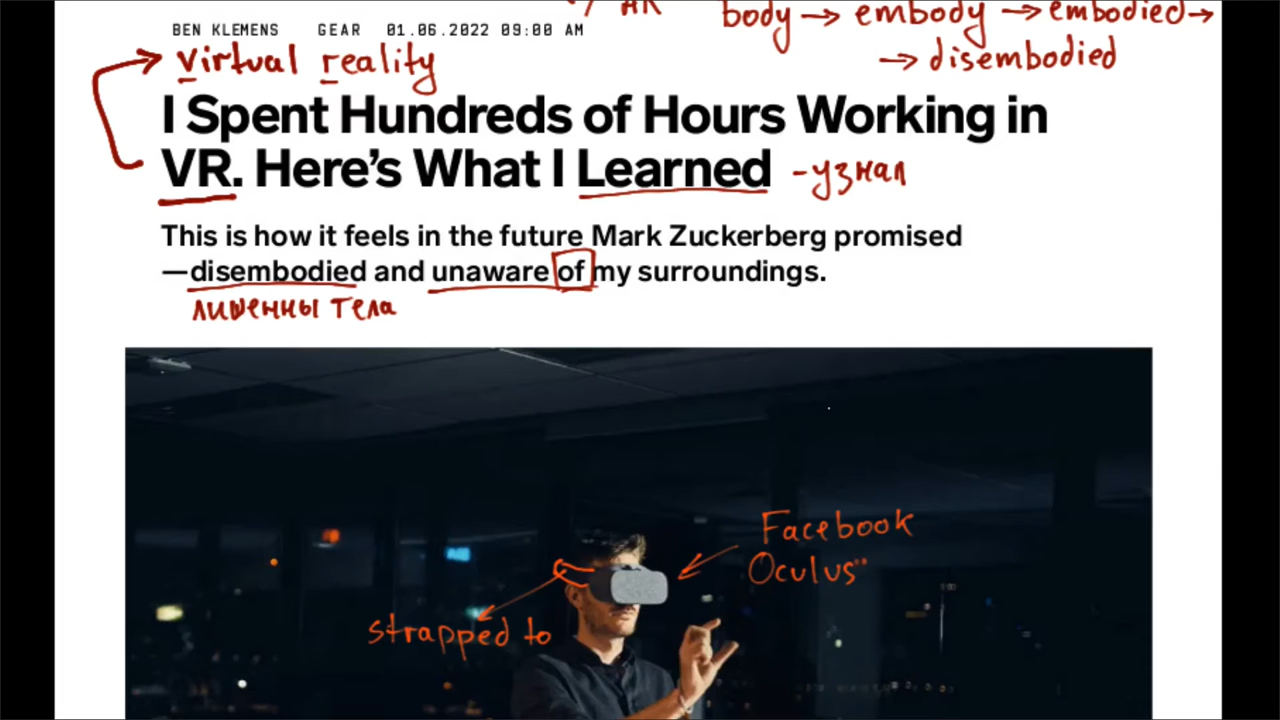 AR
body → embody → embodied →
→ disembodied
BEN KLEMENS GEAR 01.06.2022 09:00 AM
virtual reality
I Spent Hundreds of Hours Working in
VR. Here's What I Learned - узнал
This is how it feels in the future Mark Zuckerberg promised
—disembodied and unaware of my surroundings.
лишенны тела
Facebook
Oculus"
strapped to